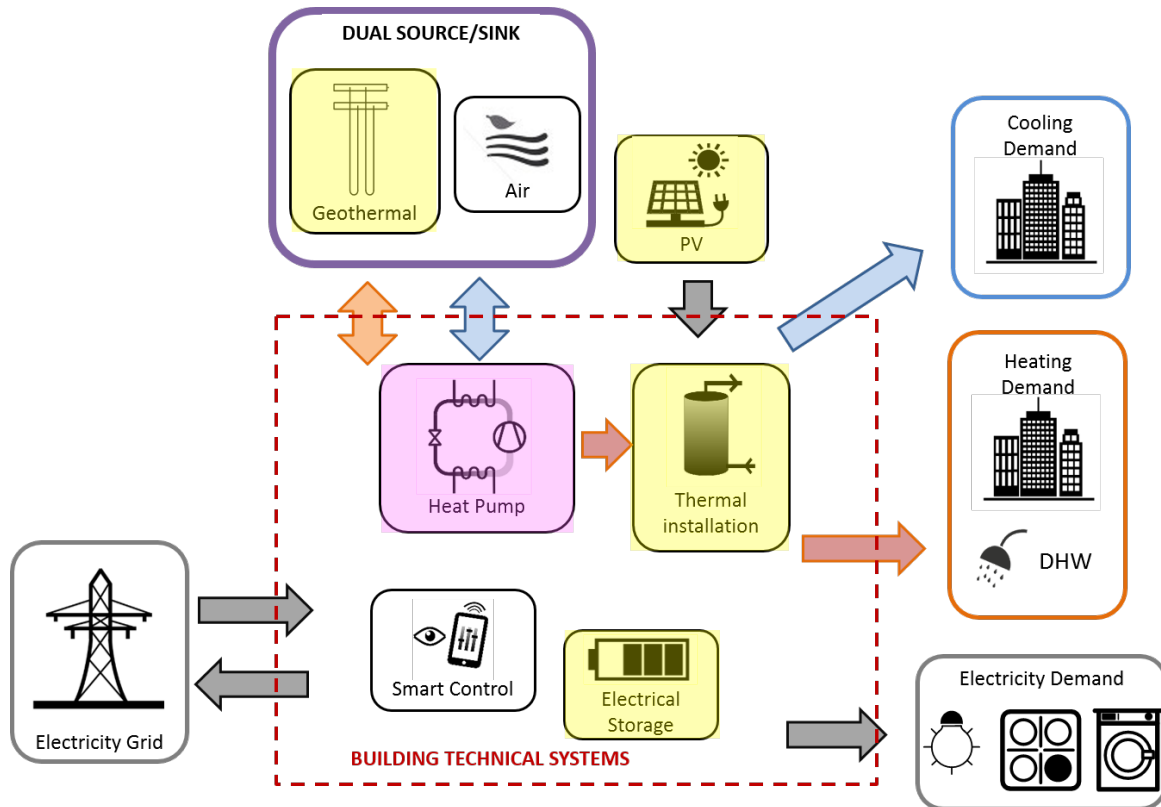 DUAL SOURCE/SINK
Geothermal
Air
PV
Cooling
Demand
Heating
Demand
DHW
Heat Pump
Thermal
installation
Smart Control
Electrical
Storage
Electricity Grid
Electricity Demand
BUILDING TECHNICAL SYSTEMS